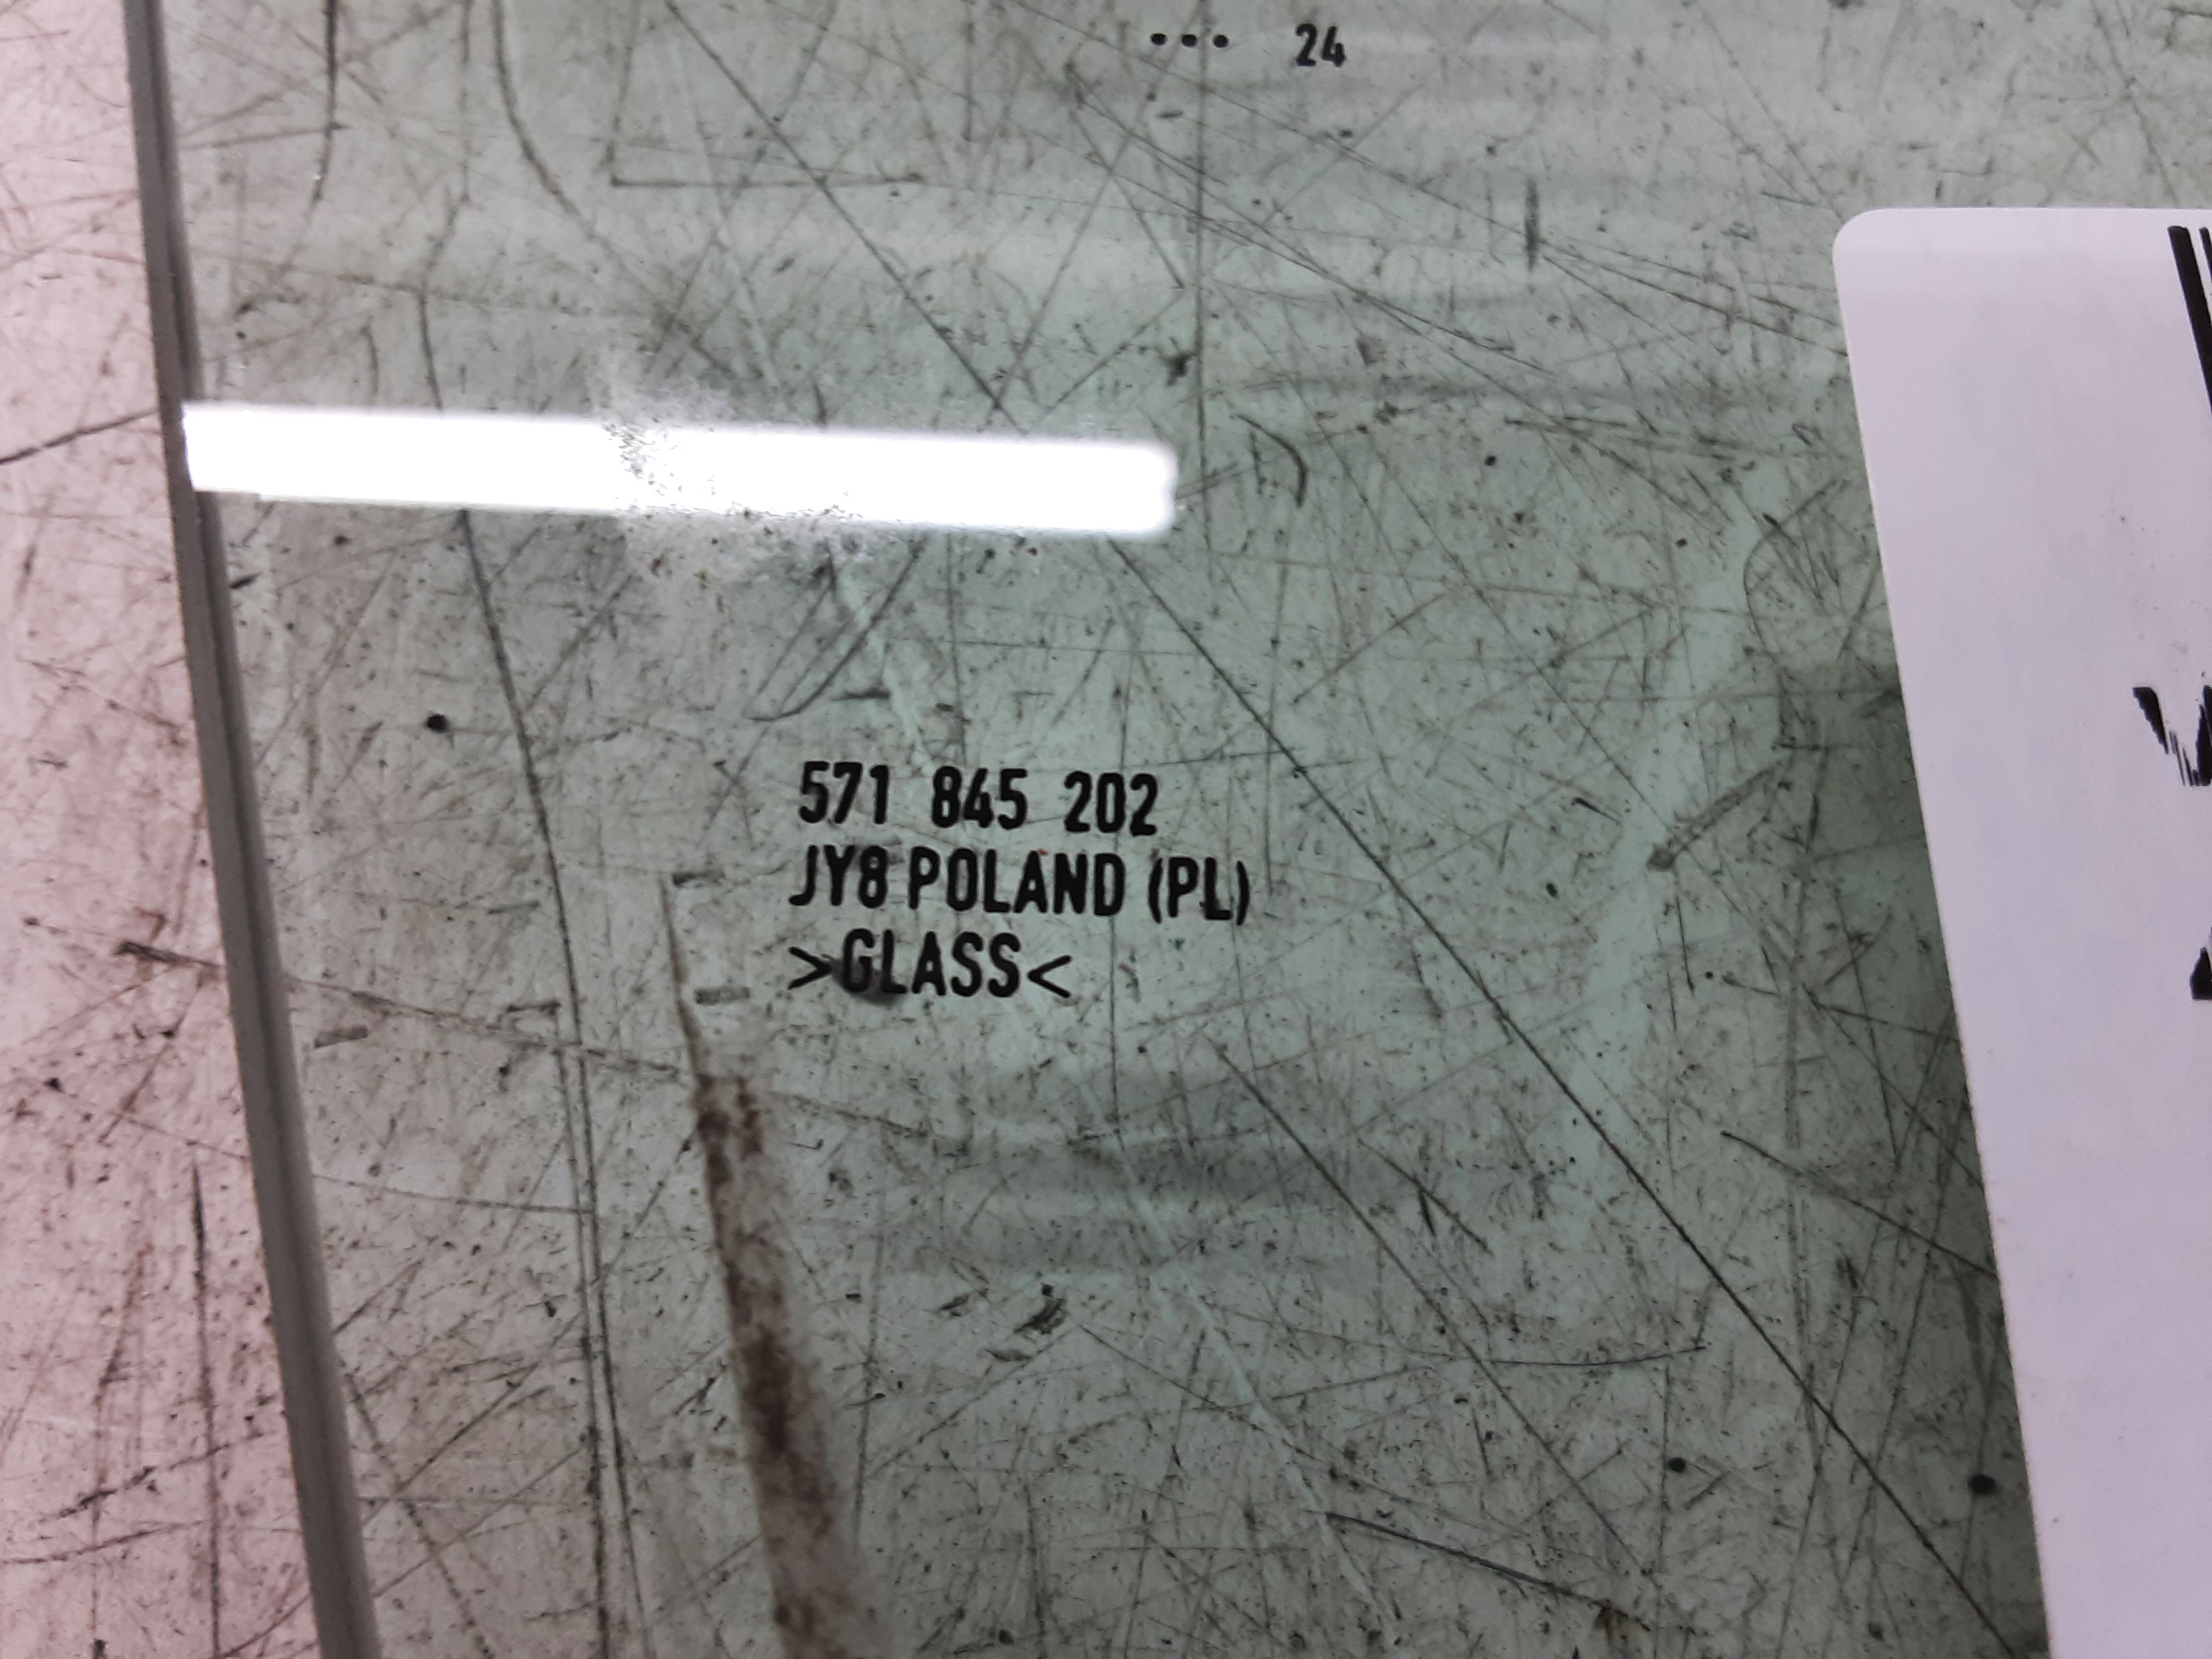 ••• 24
571 845 202
JY8 POLAND (PL)
>GLASS<